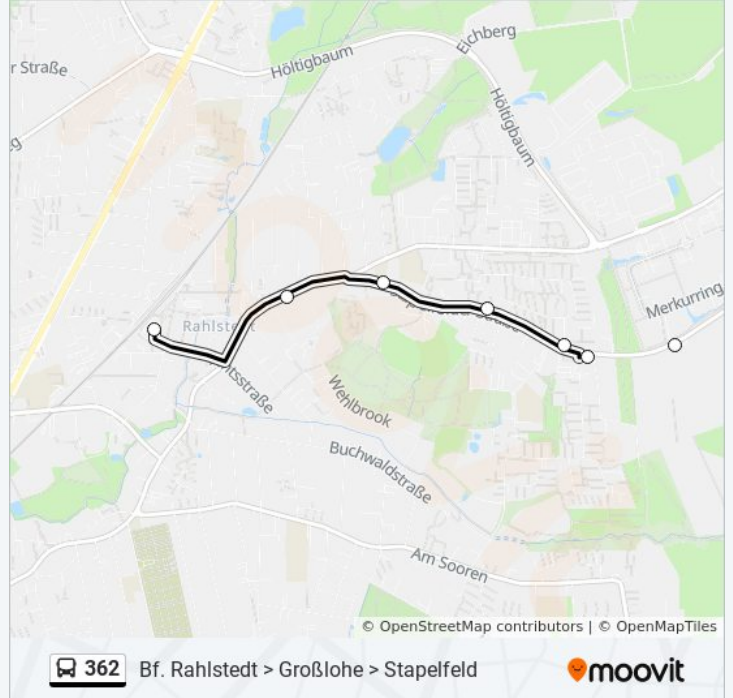 Eichberg
Höltigbaum
r Straße
Höltigbaum
Merkurring
Rahlstedt
Wehlbrook
Buchwaldstraße
Am Sooren
© OpenStreetMap contributors | © OpenMapTiles
362 Bf. Rahlstedt > Großlohe > Stapelfeld
moovit